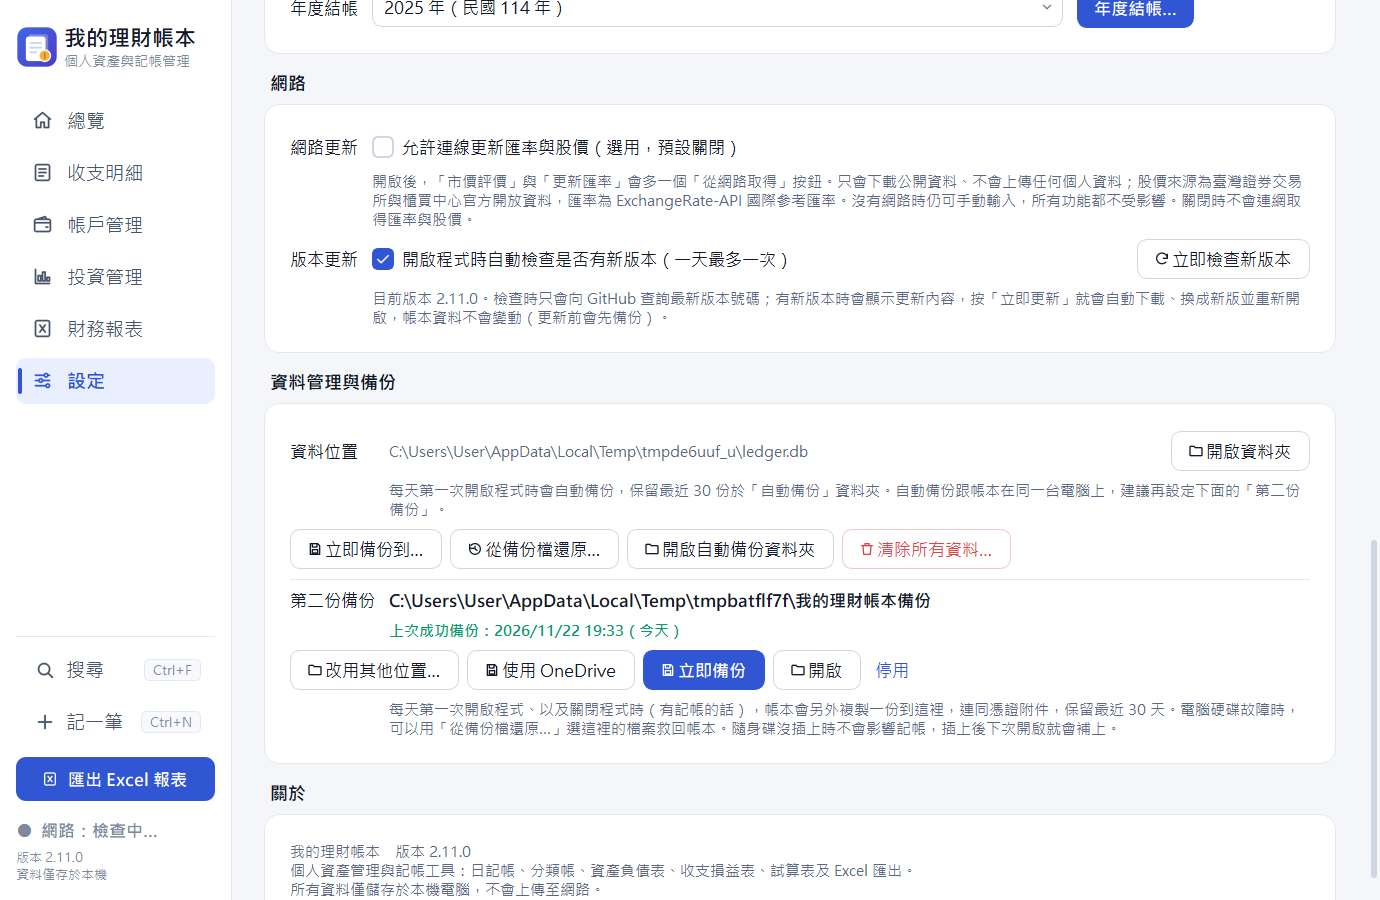 我的理財帳本
個人資產與記帳管理
總覽
收支明細
帳戶管理
投資管理
財務報表
設定
搜尋 Ctrl+F
記一筆 Ctrl+N
匯出 Excel 報表
網路：檢查中...
版本 2.11.0
資料僅存於本機
年度結帳 2025 年（民國 114 年） 年度結帳...
網路
網路更新 允許連線更新匯率與股價（選用，預設關閉）
開啟後，「市價評價」與「更新匯率」會多一個「從網路取得」按鈕。只會下載公開資料、不會上傳任何個人資料；股價來源為臺灣證券交易
所與櫃買中心官方開放資料，匯率為 ExchangeRate-API 國際參考匯率。沒有網路時仍可手動輸入，所有功能都不受影響。關閉時不會連網取
得匯率與股價。
版本更新 開啟程式時自動檢查是否有新版本（一天最多一次） 立即檢查新版本
目前版本 2.11.0。檢查時只會向 GitHub 查詢最新版本號碼；有新版本時會顯示更新內容，按「立即更新」就會自動下載、換成新版並重新開
啟，帳本資料不會變動（更新前會先備份）。
資料管理與備份
資料位置 C:\Users\User\AppData\Local\Temp\tmpde6uuf_u\ledger.db 開啟資料夾
每天第一次開啟程式時會自動備份，保留最近 30 份於「自動備份」資料夾。自動備份跟帳本在同一台電腦上，建議再設定下面的「第二份
備份」。
立即備份到... 從備份檔還原... 開啟自動備份資料夾 清除所有資料...
第二份備份 C:\Users\User\AppData\Local\Temp\tmpbatflf7f\我的理財帳本備份
上次成功備份：2026/11/22 19:33（今天）
改用其他位置... 使用 OneDrive 立即備份 開啟 停用
每天第一次開啟程式、以及關閉程式時（有記帳的話），帳本會另外複製一份到這裡，連同憑證附件，保留最近 30 天。電腦硬碟故障時，
可以用「從備份檔還原...」選這裡的檔案救回帳本。隨身碟沒插上時不會影響記帳，插上後下次開啟就會補上。
關於
我的理財帳本 版本 2.11.0
個人資產管理與記帳工具：日記帳、分類帳、資產負債表、收支損益表、試算表及 Excel 匯出。
所有資料僅儲存於本機電腦，不會上傳至網路。